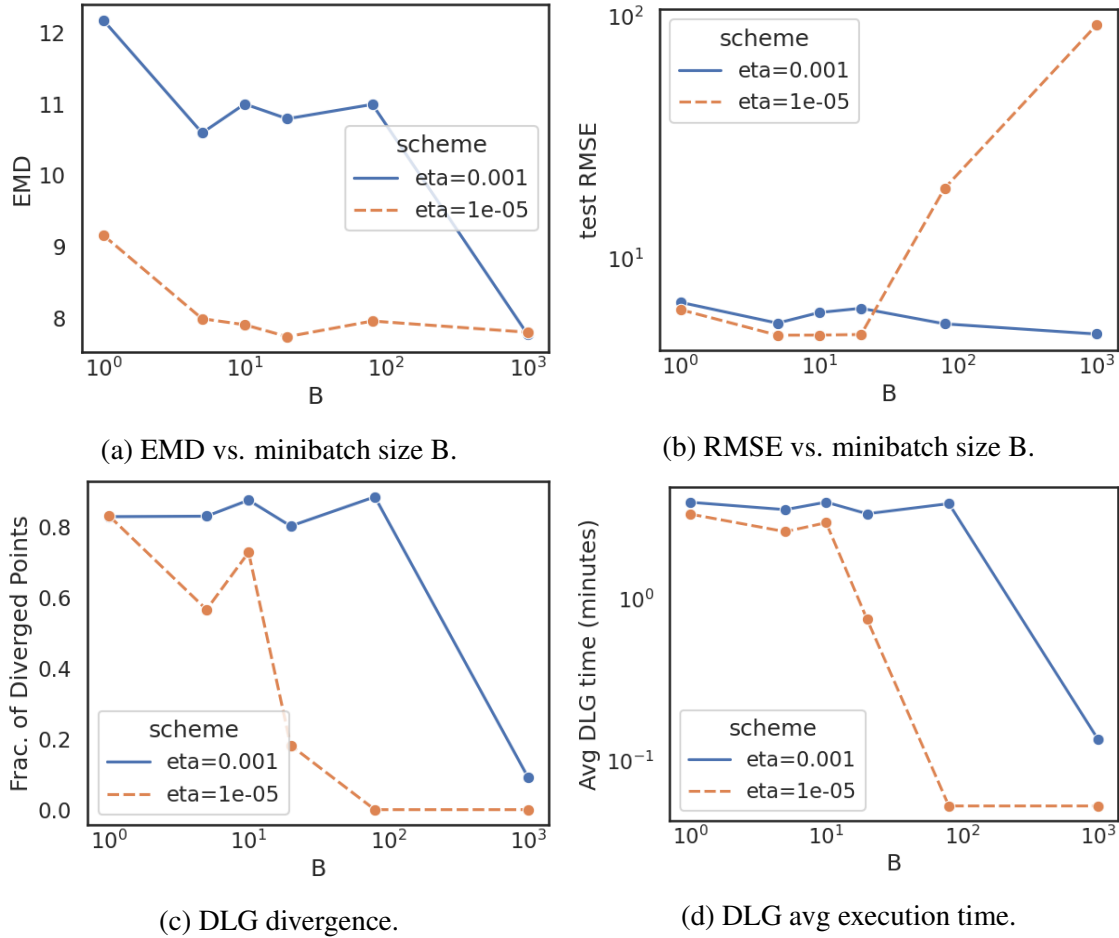 EMD
12
11
10
9
8
scheme
eta=0.001
eta=1e-05
10^0
10^1
10^2
10^3
B
(a) EMD vs. minibatch size B.
test RMSE
10^2
10^1
scheme
eta=0.001
eta=1e-05
10^0
10^1
10^2
10^3
B
(b) RMSE vs. minibatch size B.
Frac. of Diverged Points
0.8
0.6
0.4
0.2
0.0
scheme
eta=0.001
eta=1e-05
10^0
10^1
10^2
10^3
B
(c) DLG divergence.
Avg DLG time (minutes)
10^0
10^-1
scheme
eta=0.001
eta=1e-05
10^0
10^1
10^2
10^3
B
(d) DLG avg execution time.